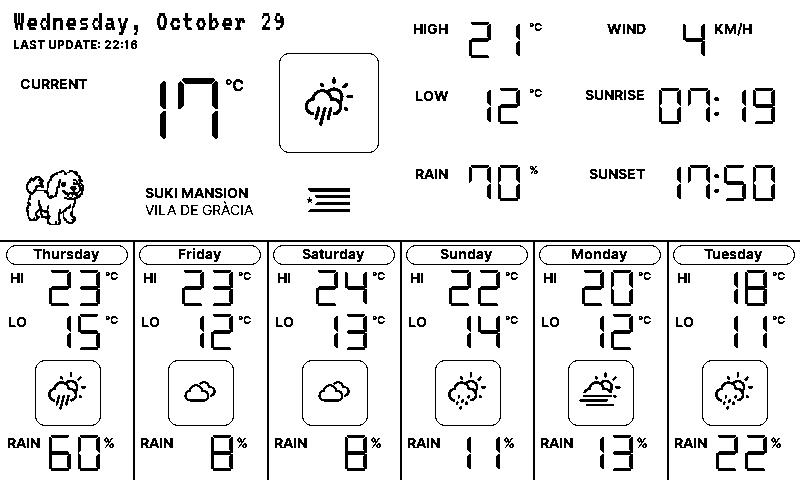 Wednesday, October 29
LAST UPDATE: 22:16
CURRENT 17 °C
SUKI MANSION
VILA DE GRÀCIA
HIGH 21 °C
LOW 12 °C
RAIN 70 %
WIND 4 KM/H
SUNRISE 07:19
SUNSET 17:50
Thursday
HI 23 °C
LO 15 °C
RAIN 60 %
Friday
HI 23 °C
LO 12 °C
RAIN 8 %
Saturday
HI 24 °C
LO 13 °C
RAIN 8 %
Sunday
HI 22 °C
LO 14 °C
RAIN 11 %
Monday
HI 20 °C
LO 12 °C
RAIN 13 %
Tuesday
HI 18 °C
LO 11 °C
RAIN 22 %